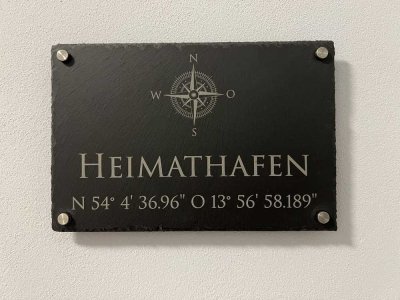 N
W O
S
HEIMATHAFEN
N 54° 4' 36.96" O 13° 56' 58.189"